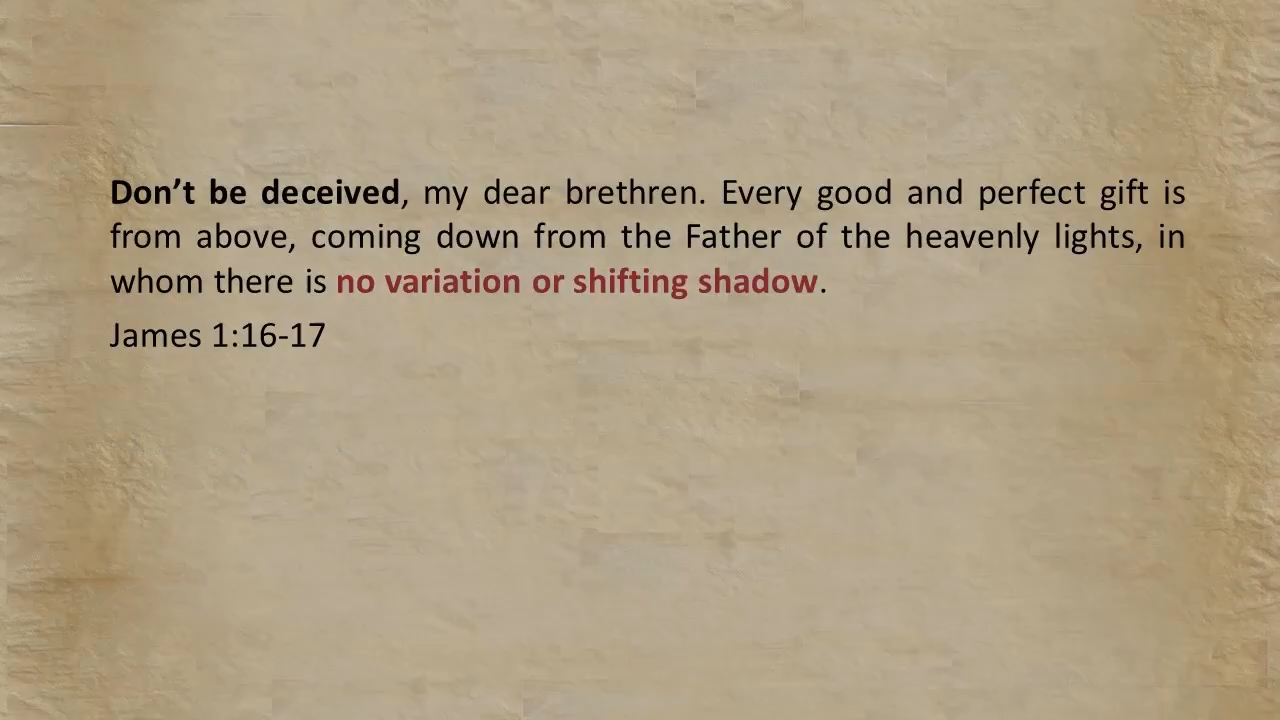 Don’t be deceived, my dear brethren. Every good and perfect gift is
from above, coming down from the Father of the heavenly lights, in
whom there is no variation or shifting shadow.
James 1:16-17